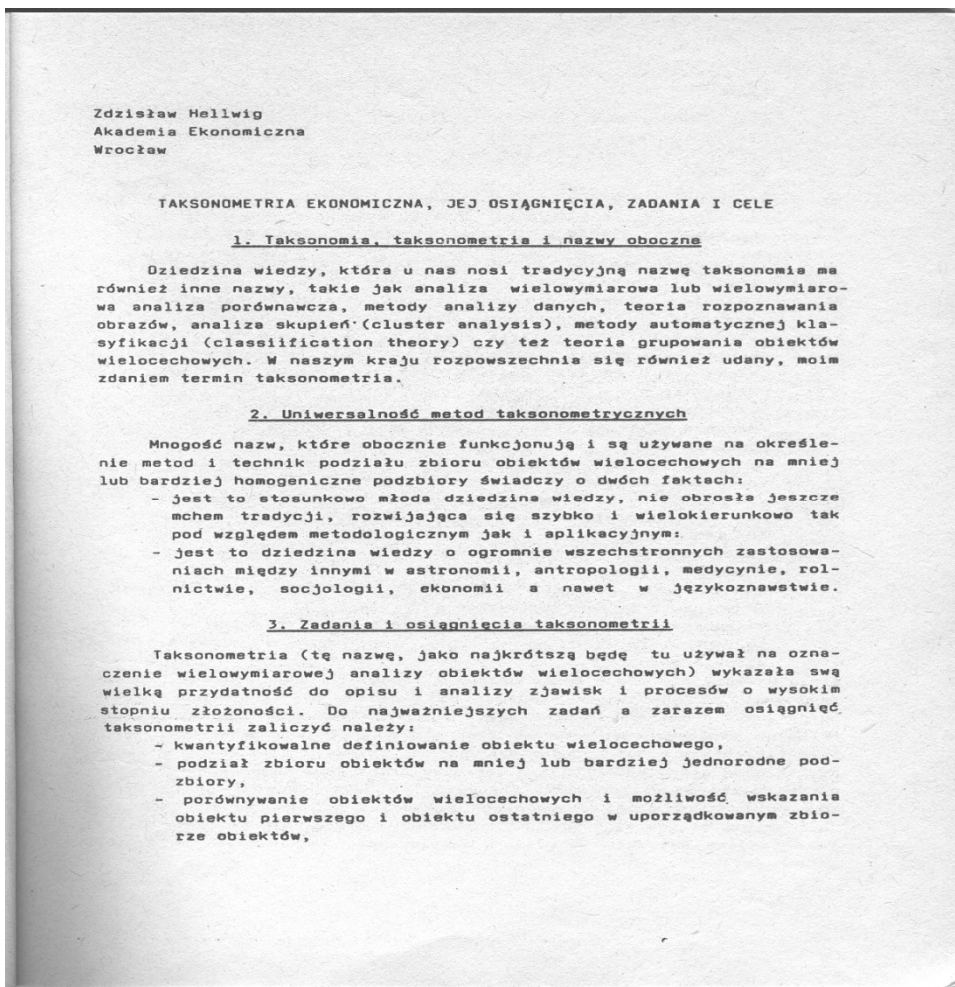 Zdzisław Hellwig
Akademia Ekonomiczna
Wrocław
TAKSONOMETRIA EKONOMICZNA, JEJ OSIĄGNIĘCIA, ZADANIA I CELE
1. Taksonomia, taksonometria i nazwy oboczne
Dziedzina wiedzy, która u nas nosi tradycyjną nazwę taksonomia ma
również inne nazwy, takie jak analiza wielowymiarowa lub wielowymiaro-
wa analiza porównawcza, metody analizy danych, teoria rozpoznawania
obrazów, analiza skupień (cluster analysis), metody automatycznej kla-
syfikacji (classiification theory) czy też teoria grupowania obiektów
wielocechowych. W naszym kraju rozpowszechnia się również udany, moim
zdaniem termin taksonometria.
2. Uniwersalność metod taksonometrycznych
Mnogość nazw, które obocznie funkcjonują i są używane na określe-
nie metod i technik podziału zbioru obiektów wielocechowych na mniej
lub bardziej homogeniczne podzbiory świadczy o dwóch faktach:
- jest to stosunkowo młoda dziedzina wiedzy, nie obrosła jeszcze
mchem tradycji, rozwijająca się szybko i wielokierunkowo tak
pod względem metodologicznym jak i aplikacyjnym:
- jest to dziedzina wiedzy o ogromnie wszechstronnych zastosowa-
niach między innymi w astronomii, antropologii, medycynie, rol-
nictwie, socjologii, ekonomii a nawet w językoznawstwie.
3. Zadania i osiągnięcia taksonometrii
Taksonometria (tę nazwę, jako najkrótszą będę tu używał na ozna-
czenie wielowymiarowej analizy obiektów wielocechowych) wykazała swą
wielką przydatność do opisu i analizy zjawisk i procesów o wysokim
stopniu złożoności. Do najważniejszych zadań a zarazem osiągnięć
taksonometrii zaliczyć należy:
- kwantyfikowalne definiowanie obiektu wielocechowego,
- podział zbioru obiektów na mniej lub bardziej jednorodne pod-
zbiory,
- porównywanie obiektów wielocechowych i możliwość wskazania
obiektu pierwszego i obiektu ostatniego w uporządkowanym zbio-
rze obiektów,